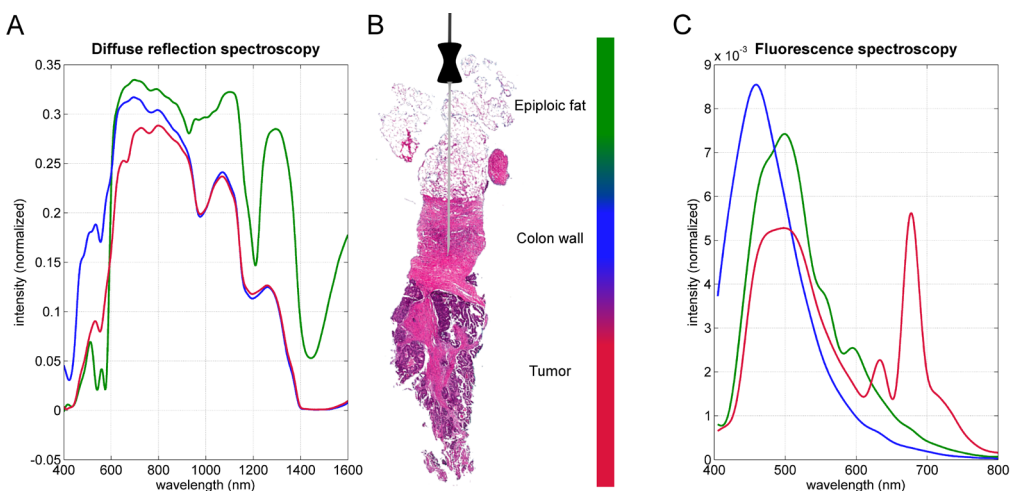 A
Diffuse reflection spectroscopy
0.35
0.3
0.25
0.2
0.15
0.1
0.05
0
-0.05
intensity (normalized)
400 600 800 1000 1200 1400 1600
wavelength (nm)
B
Epiploic fat
Colon wall
Tumor
C
Fluorescence spectroscopy
x 10⁻³
9
8
7
6
5
4
3
2
1
0
intensity (normalized)
400 500 600 700 800
wavelength (nm)